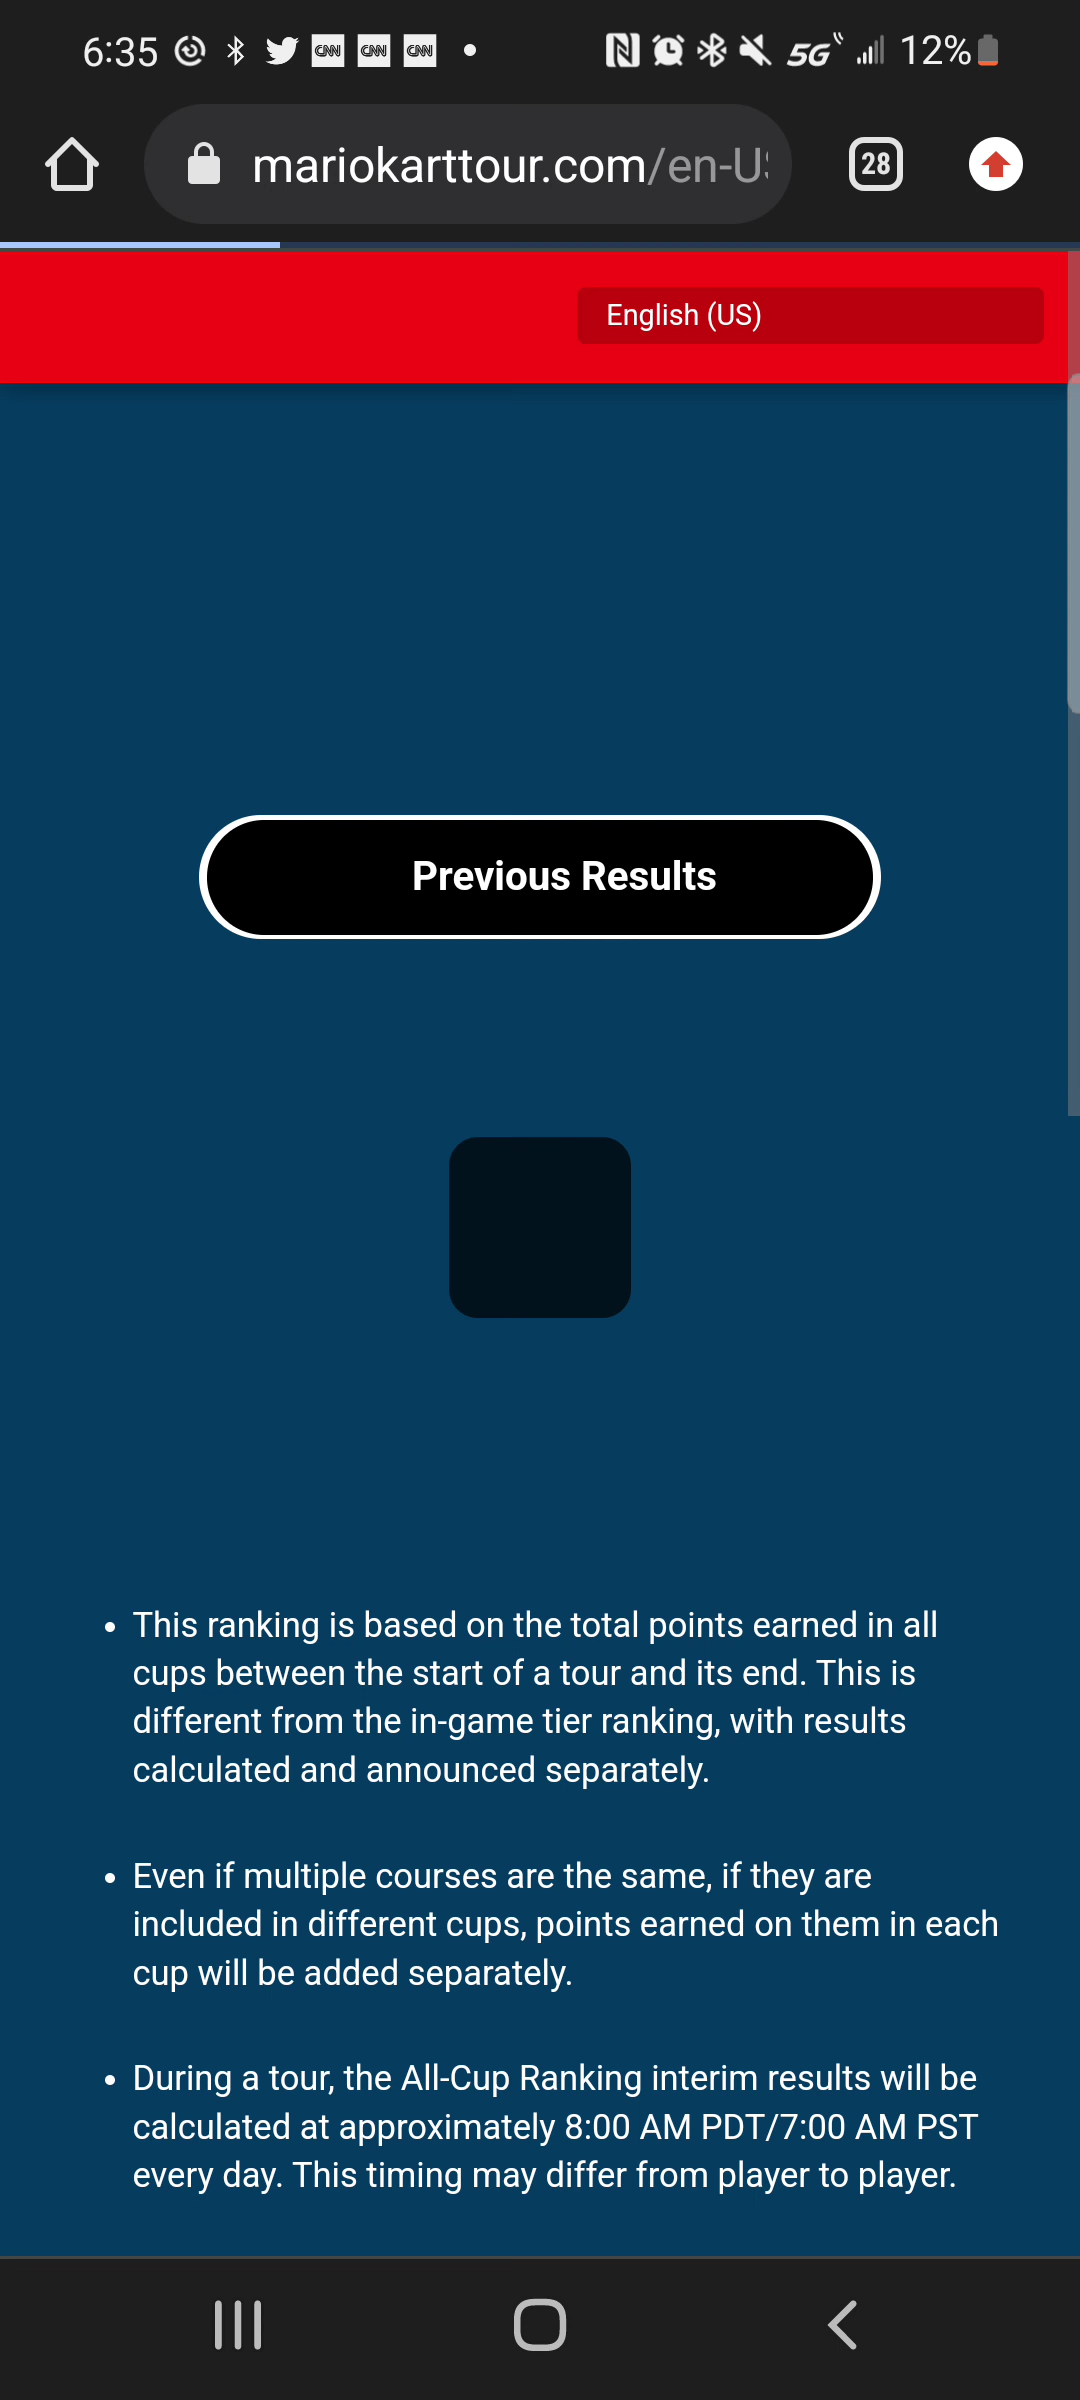 6:35 CNN CNN CNN 5G 12%
mariokarttour.com/en-U
28
English (US)
Previous Results
• This ranking is based on the total points earned in all
cups between the start of a tour and its end. This is
different from the in-game tier ranking, with results
calculated and announced separately.
• Even if multiple courses are the same, if they are
included in different cups, points earned on them in each
cup will be added separately.
• During a tour, the All-Cup Ranking interim results will be
calculated at approximately 8:00 AM PDT/7:00 AM PST
every day. This timing may differ from player to player.